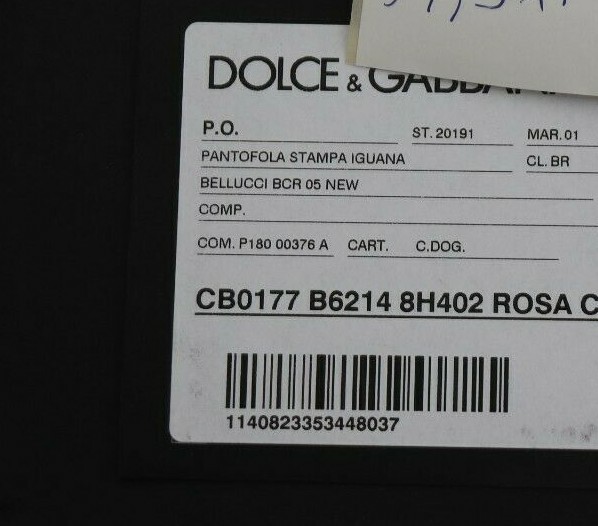 DOLCE & GABBANA
P.O. ST. 20191 MAR. 01
PANTOFOLA STAMPA IGUANA CL. BR
BELLUCCI BCR 05 NEW
COMP.
COM. P180 00376 A CART. C.DOG.
CB0177 B6214 8H402 ROSA C
1140823353448037